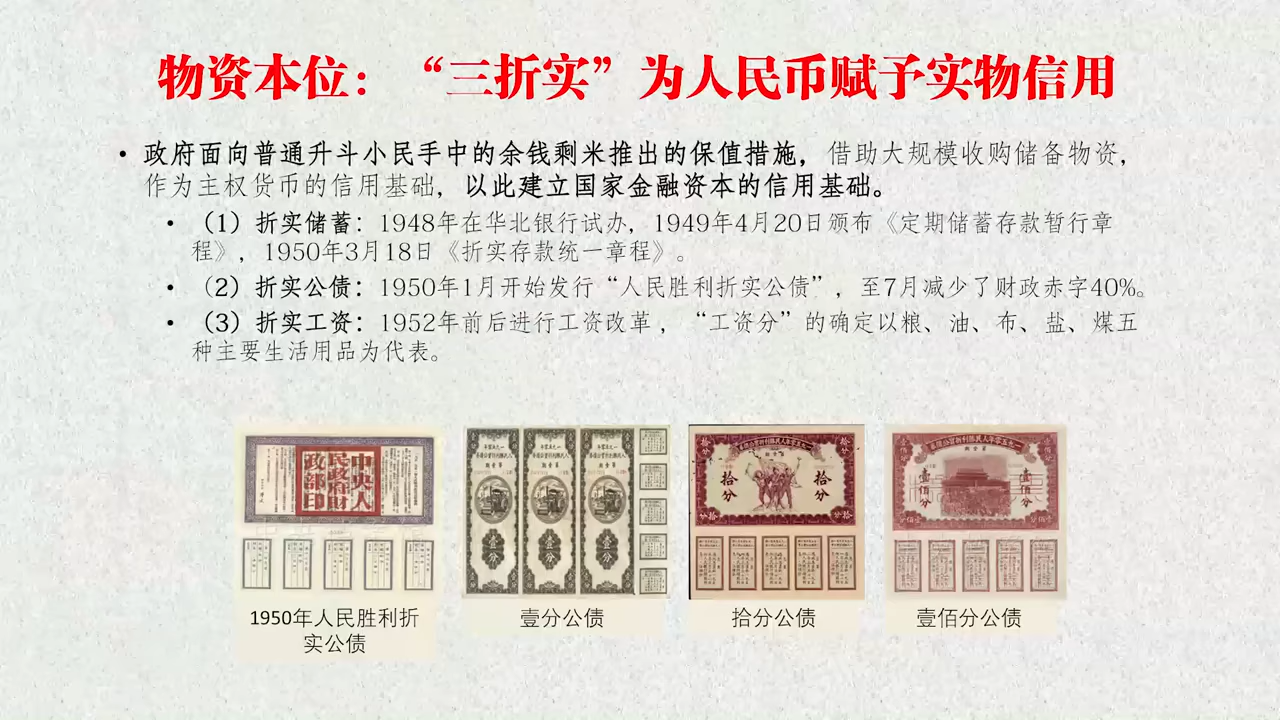 物资本位：“三折实”为人民币赋予实物信用
• 政府面向普通升斗小民手中的余钱剩米推出的保值措施，借助大规模收购储备物资，
作为主权货币的信用基础，以此建立国家金融资本的信用基础。
• （1）折实储蓄：1948年在华北银行试办，1949年4月20日颁布《定期储蓄存款暂行章
程》，1950年3月18日《折实存款统一章程》。
• （2）折实公债：1950年1月开始发行“人民胜利折实公债”，至7月减少了财政赤字40%。
• （3）折实工资：1952年前后进行工资改革，“工资分”的确定以粮、油、布、盐、煤五
种主要生活用品为代表。
中央人
民政府财
政部印
壹分
壹分
壹分
拾分
拾分
壹佰分
壹佰分
1950年人民胜利折
实公债
壹分公债
拾分公债
壹佰分公债